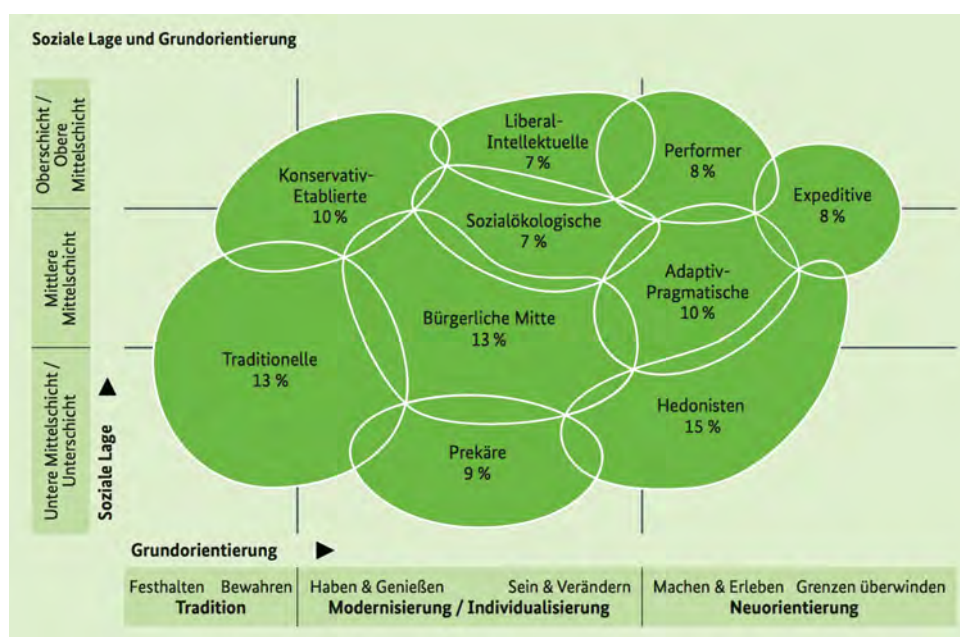 Soziale Lage und Grundorientierung
Oberschicht /
Obere
Mittelschicht
Mittlere
Mittelschicht
Untere Mittelschicht /
Unterschicht
Soziale Lage
Liberal-
Intellektuelle
7 %
Performer
8 %
Konservativ-
Etablierte
10 %
Expeditive
8 %
Sozialökologische
7 %
Adaptiv-
Pragmatische
10 %
Bürgerliche Mitte
13 %
Traditionelle
13 %
Hedonisten
15 %
Prekäre
9 %
Grundorientierung
Festhalten Bewahren
Tradition
Haben & Genießen Sein & Verändern
Modernisierung / Individualisierung
Machen & Erleben Grenzen überwinden
Neuorientierung